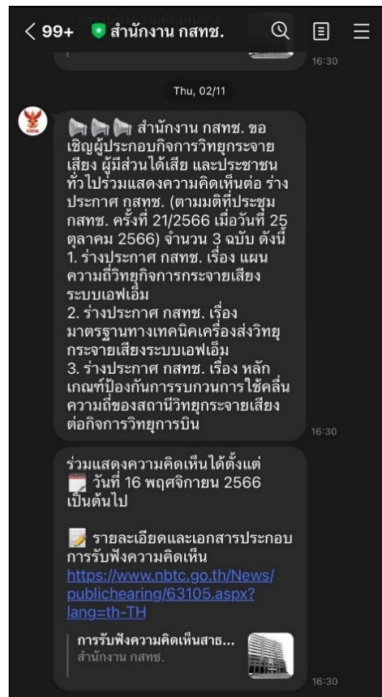 99+ สำนักงาน กสทช.
16:30
Thu, 02/11
สำนักงาน กสทช. ขอ
เชิญผู้ประกอบกิจการวิทยุกระจาย
เสียง ผู้มีส่วนได้เสีย และประชาชน
ทั่วไปร่วมแสดงความคิดเห็นต่อ ร่าง
ประกาศ กสทช. (ตามมติที่ประชุม
กสทช. ครั้งที่ 21/2566 เมื่อวันที่ 25
ตุลาคม 2566) จำนวน 3 ฉบับ ดังนี้
1. ร่างประกาศ กสทช. เรื่อง แผน
ความถี่วิทยุกิจการกระจายเสียง
ระบบเอฟเอ็ม
2. ร่างประกาศ กสทช. เรื่อง
มาตรฐานทางเทคนิคเครื่องส่งวิทยุ
กระจายเสียงระบบเอฟเอ็ม
3. ร่างประกาศ กสทช. เรื่อง หลัก
เกณฑ์ป้องกันการรบกวนการใช้คลื่น
ความถี่ของสถานีวิทยุกระจายเสียง
ต่อกิจการวิทยุการบิน
16:30
ร่วมแสดงความคิดเห็นได้ตั้งแต่
วันที่ 16 พฤศจิกายน 2566
เป็นต้นไป
รายละเอียดและเอกสารประกอบ
การรับฟังความคิดเห็น
https://www.nbtc.go.th/News/
publichearing/63105.aspx?
lang=th-TH
การรับฟังความคิดเห็นสาธ...
สำนักงาน กสทช.
16:30